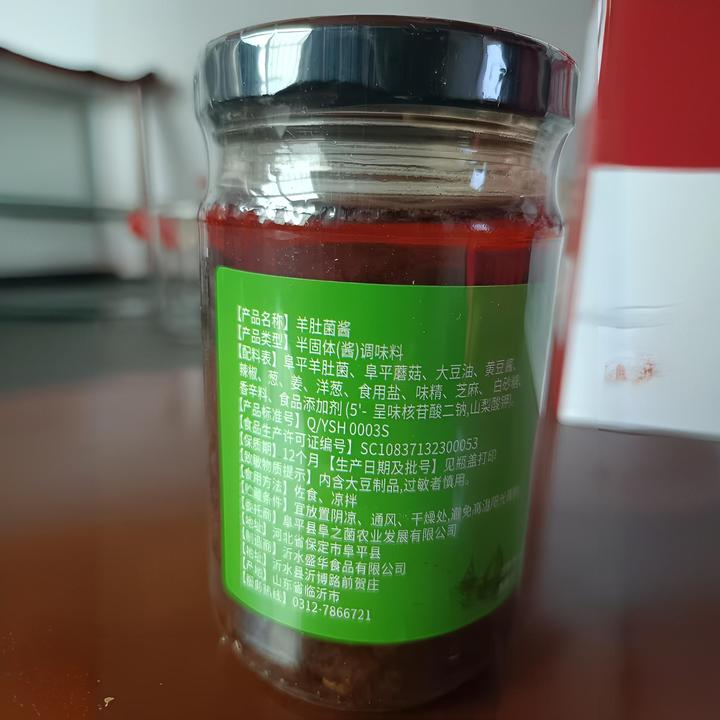 【产品名称】羊肚菌酱
【产品类型】半固体(酱)调味料
【配料表】阜平羊肚菌、阜平蘑菇、大豆油、黄豆酱、
辣椒、葱、姜、洋葱、食用盐、味精、芝麻、白砂糖、
香辛料、食品添加剂(5'-呈味核苷酸二钠,山梨酸钾)。
【产品标准号】Q/YSH 0003S
【食品生产许可证编号】SC10837132300053
【保质期】12个月【生产日期及批号】见瓶盖打印
【致敏物质提示】内含大豆制品,过敏者慎用。
【食用方法】佐食、凉拌
【贮藏条件】宜放置阴凉、通风、干燥处,避免高温阳光
【委托商】阜平县阜之菌农业发展有限公司
【地址】河北省保定市阜平县
【制造商】沂水盛华食品有限公司
【地址】沂水县沂博路前贺庄
【产地】山东省临沂市
【服务热线】0312-7866721